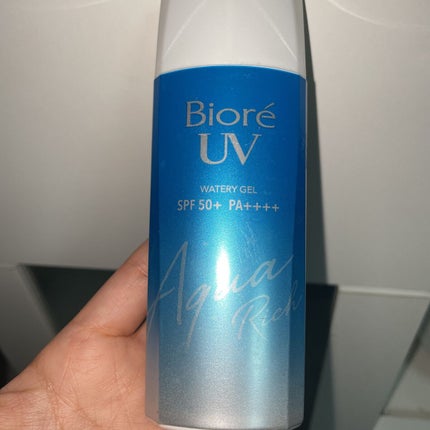 Bioré
UV
WATERY GEL
SPF 50+ PA++++
Aqua
Rich